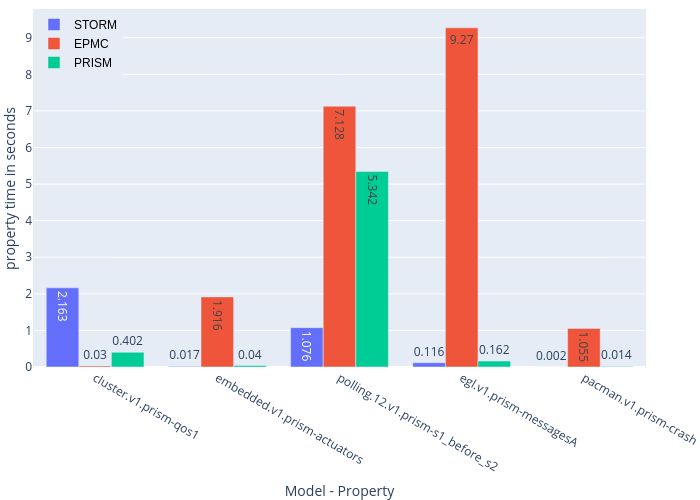 STORM
EPMC
PRISM
property time in seconds
9
8
7
6
5
4
3
2
1
0
2.163
0.03
0.402
0.017
1.916
0.04
1.076
7.128
5.342
0.116
9.27
0.162
0.002
1.055
0.014
cluster.v1.prism-qos1
embedded.v1.prism-actuators
polling.12.v1.prism-s1_before_s2
egl.v1.prism-messagesA
pacman.v1.prism-crash
Model - Property